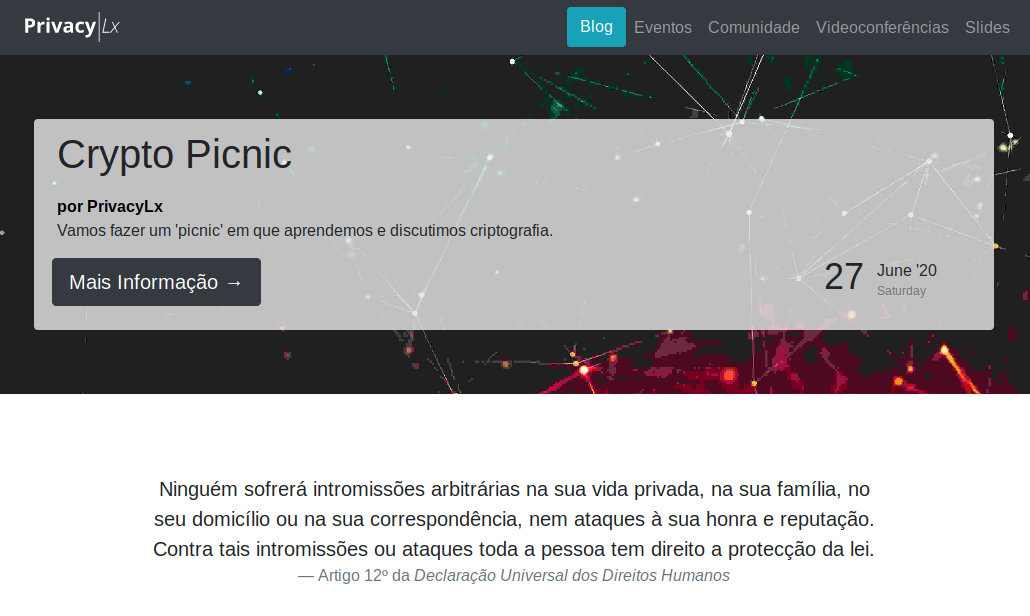 Privacy Lx
Blog Eventos Comunidade Videoconferências Slides
Crypto Picnic
por PrivacyLx
Vamos fazer um 'picnic' em que aprendemos e discutimos criptografia.
Mais Informação →
27 June '20
Saturday
Ninguém sofrerá intromissões arbitrárias na sua vida privada, na sua família, no
seu domicílio ou na sua correspondência, nem ataques à sua honra e reputação.
Contra tais intromissões ou ataques toda a pessoa tem direito a protecção da lei.
— Artigo 12º da Declaração Universal dos Direitos Humanos